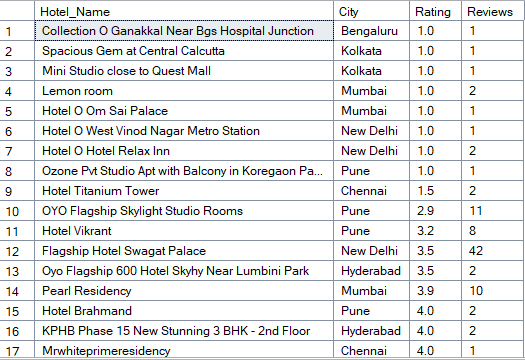 Hotel_Name City Rating Reviews
1 Collection O Ganakkal Near Bgs Hospital Junction Bengaluru 1.0 1
2 Spacious Gem at Central Calcutta Kolkata 1.0 1
3 Mini Studio close to Quest Mall Kolkata 1.0 1
4 Lemon room Mumbai 1.0 2
5 Hotel O Om Sai Palace Mumbai 1.0 1
6 Hotel O West Vinod Nagar Metro Station New Delhi 1.0 1
7 Hotel O Hotel Relax Inn New Delhi 1.0 2
8 Ozone Pvt Studio Apt with Balcony in Koregaon Pa... Pune 1.0 1
9 Hotel Titanium Tower Chennai 1.5 2
10 OYO Flagship Skylight Studio Rooms Pune 2.9 11
11 Hotel Vikrant Pune 3.2 8
12 Flagship Hotel Swagat Palace New Delhi 3.5 42
13 Oyo Flagship 600 Hotel Skyhy Near Lumbini Park Hyderabad 3.5 2
14 Pearl Residency Mumbai 3.9 10
15 Hotel Brahmand Pune 4.0 2
16 KPHB Phase 15 New Stunning 3 BHK - 2nd Floor Hyderabad 4.0 2
17 Mrwhiteprimeresidency Chennai 4.0 1